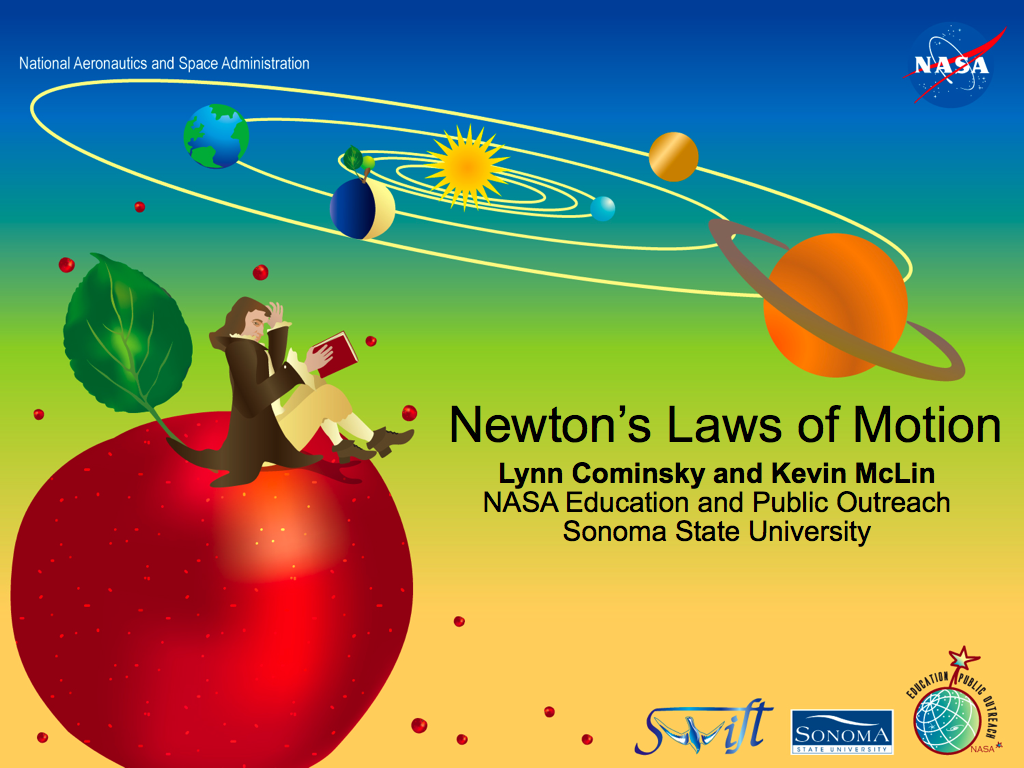 National Aeronautics and Space Administration
NASA
Newton’s Laws of Motion
Lynn Cominsky and Kevin McLin
NASA Education and Public Outreach
Sonoma State University
Swift
SONOMA
STATE UNIVERSITY
EDUCATION PUBLIC OUTREACH
NASA